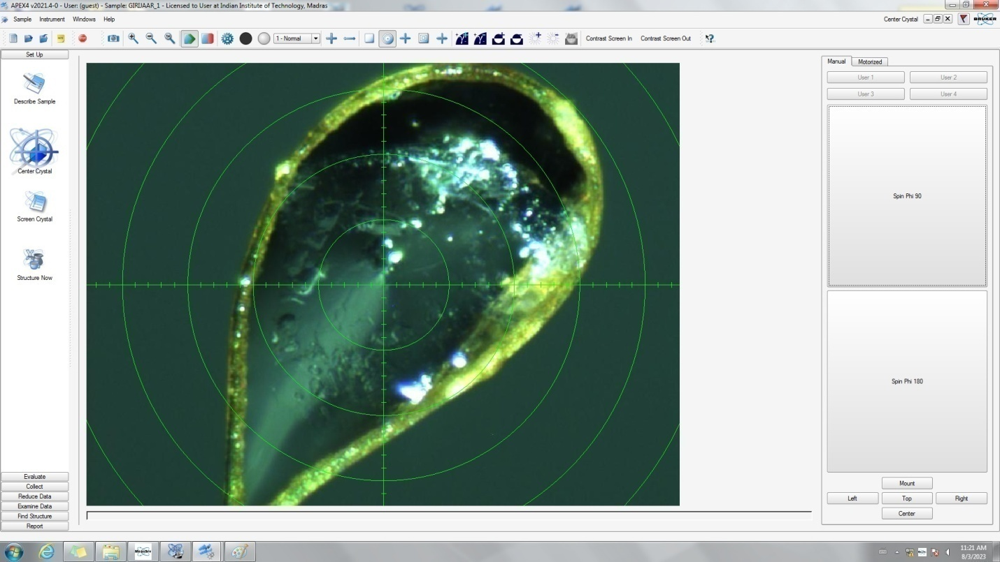 APEX4 v2021.4-0 - User: (guest) - Sample: GIRIJAAR_1 - Licensed to User at Indian Institute of Technology, Madras
Sample Instrument Windows Help
Center Crystal
BRUKER
1 - Normal
Contrast Screen In Contrast Screen Out
Set Up
Describe Sample
Center Crystal
Screen Crystal
Structure Now
Evaluate
Collect
Reduce Data
Examine Data
Find Structure
Report
Manual Motorized
User 1 User 2
User 3 User 4
Spin Phi 90
Spin Phi 180
Mount
Left Top Right
Center
MeasSrv
11:21 AM
8/3/2023